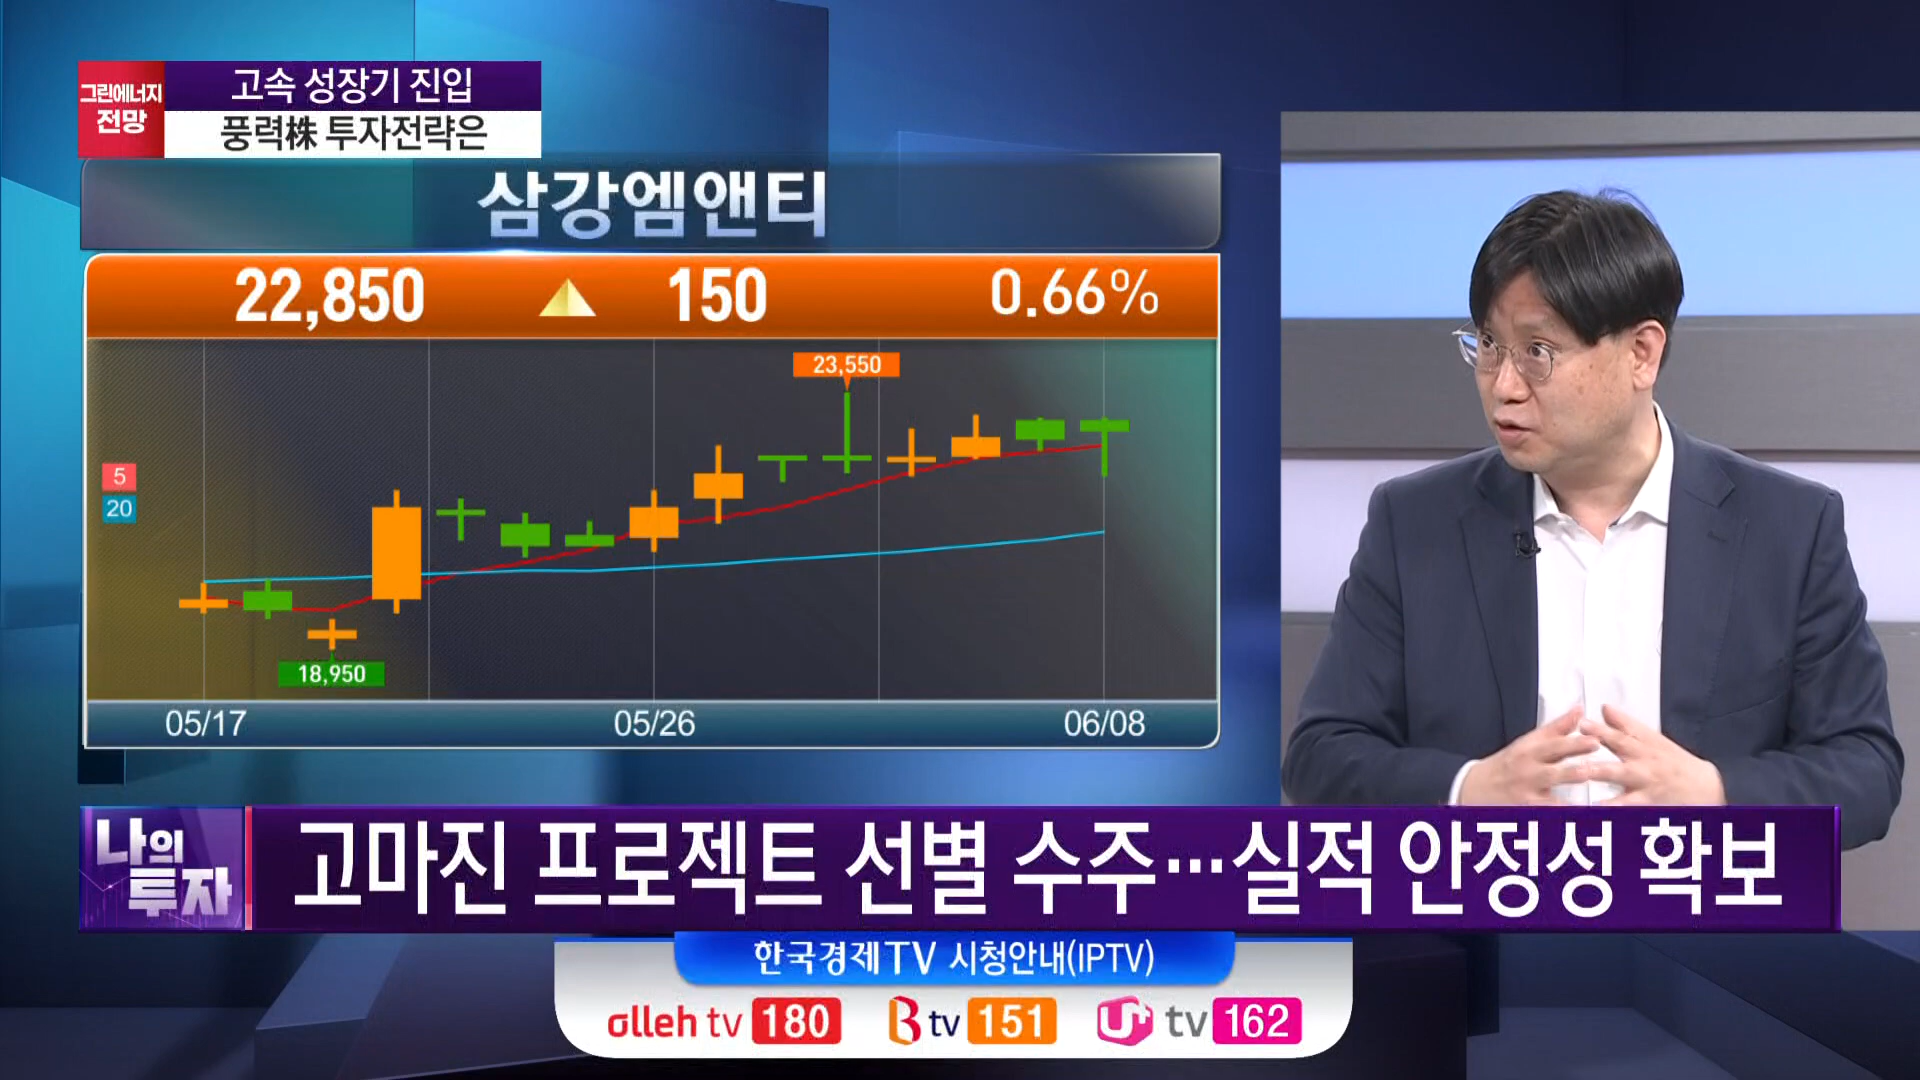 그린에너지
전망
고속 성장기 진입
풍력株 투자전략은
삼강엠앤티
22,850 ▲ 150 0.66%
23,550
5
20
18,950
05/17 05/26 06/08
나의
투자
고마진 프로젝트 선별 수주…실적 안정성 확보
한국경제TV 시청안내(IPTV)
olleh tv 180 B tv 151 U+ tv 162